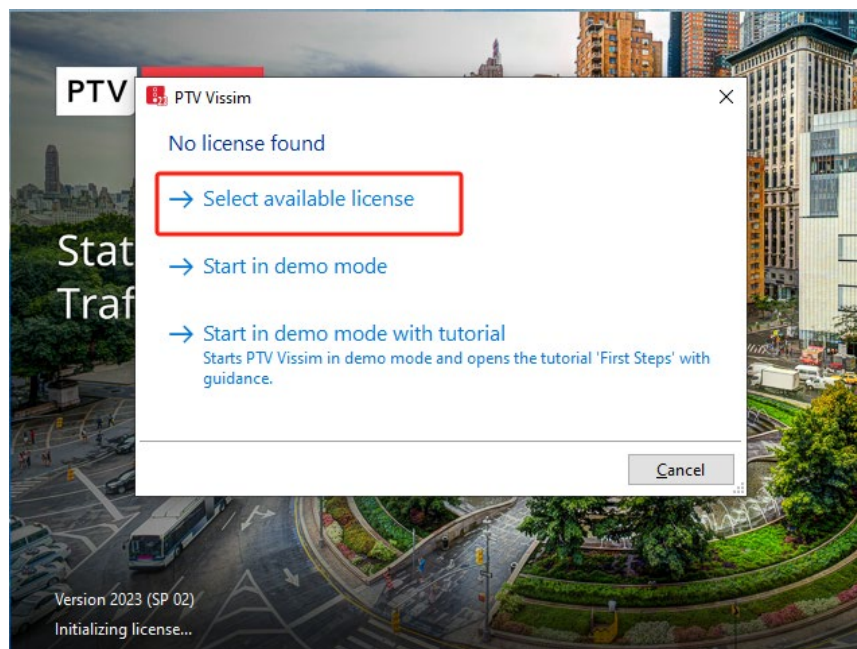 PTV
PTV Vissim
No license found
Select available license
Start in demo mode
Stat
Traf
Start in demo mode with tutorial
Starts PTV Vissim in demo mode and opens the tutorial 'First Steps' with
guidance.
Cancel
Version 2023 (SP 02)
Initializing license...